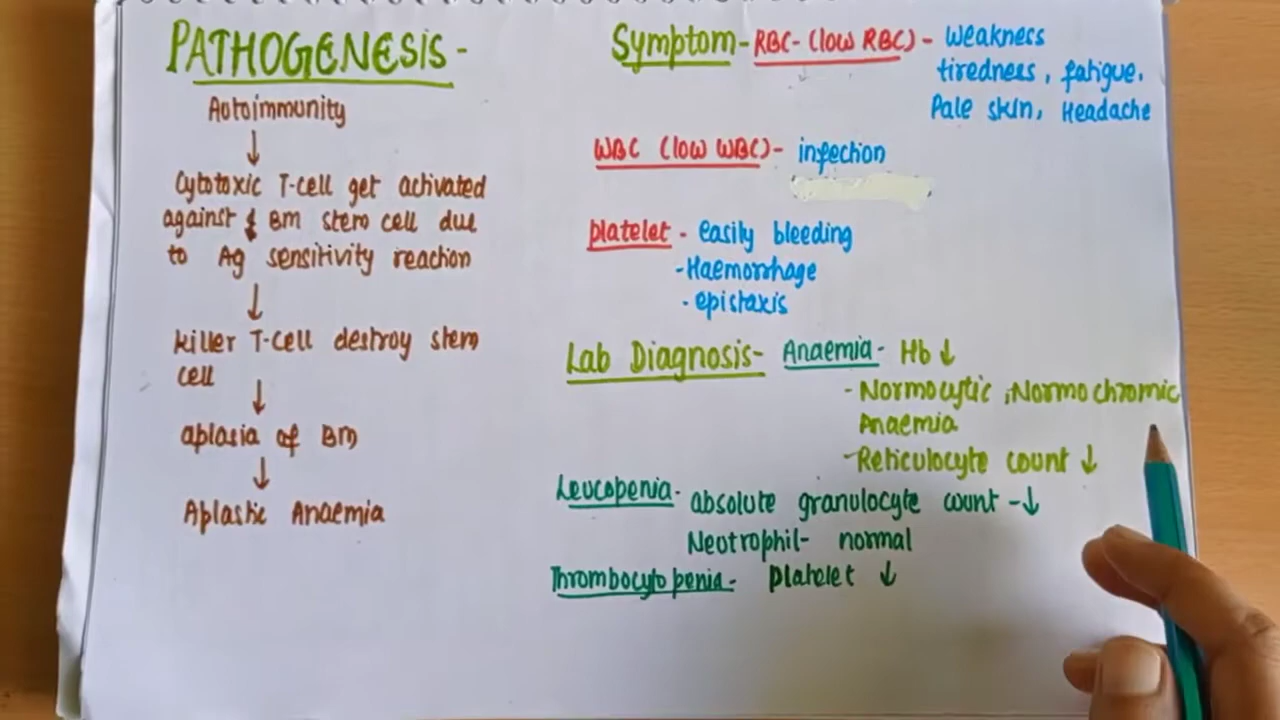 PATHOGENESIS -
Autoimmunity
↓
Cytotoxic T-cell get activated
against BM stem cell due
to Ag sensitivity reaction
↓
killer T-cell destroy stem
cell
↓
aplasia of BM
↓
Aplastic Anaemia
Symptom - RBC - (low RBC) - Weakness
tiredness, fatigue.
Pale skin, Headache
WBC (low WBC) - infection
platelet - easily bleeding
- Haemorrhage
- epistaxis
Lab Diagnosis - Anaemia - Hb ↓
- Normocytic, Normochromic
Anaemia
- Reticulocyte count ↓
Leucopenia - absolute granulocyte count - ↓
Neutrophil - normal
Thrombocytopenia - Platelet ↓